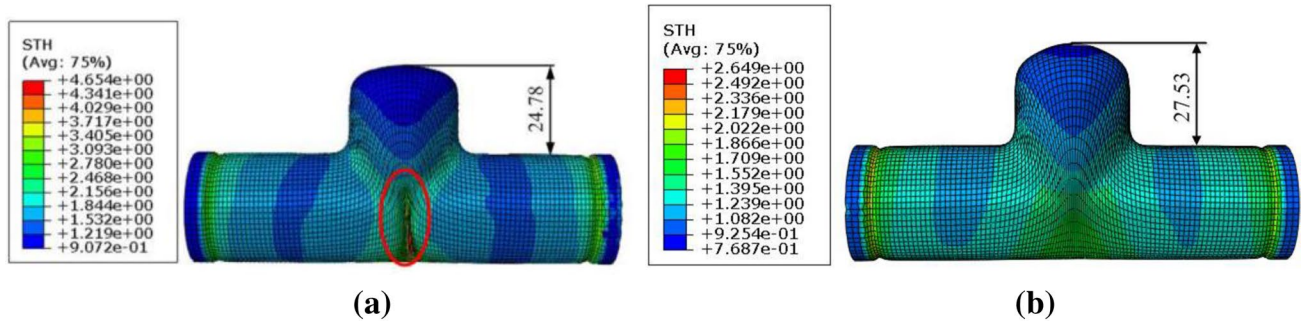 STH
(Avg: 75%)
+4.654e+00
+4.341e+00
+4.029e+00
+3.717e+00
+3.405e+00
+3.093e+00
+2.780e+00
+2.468e+00
+2.156e+00
+1.844e+00
+1.532e+00
+1.219e+00
+9.072e-01
24.78
(a)
STH
(Avg: 75%)
+2.649e+00
+2.492e+00
+2.336e+00
+2.179e+00
+2.022e+00
+1.866e+00
+1.709e+00
+1.552e+00
+1.395e+00
+1.239e+00
+1.082e+00
+9.254e-01
+7.687e-01
27.53
(b)